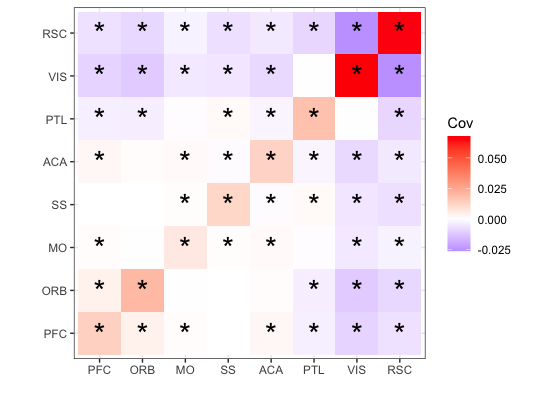 RSC * * * * * * * *
VIS * * * * * * *
PTL * * * * * *
ACA * * * * * * *
SS * * * * * *
MO * * * * * *
ORB * * * * *
PFC * * * * * * *
PFC ORB MO SS ACA PTL VIS RSC
Cov
0.050
0.025
0.000
-0.025